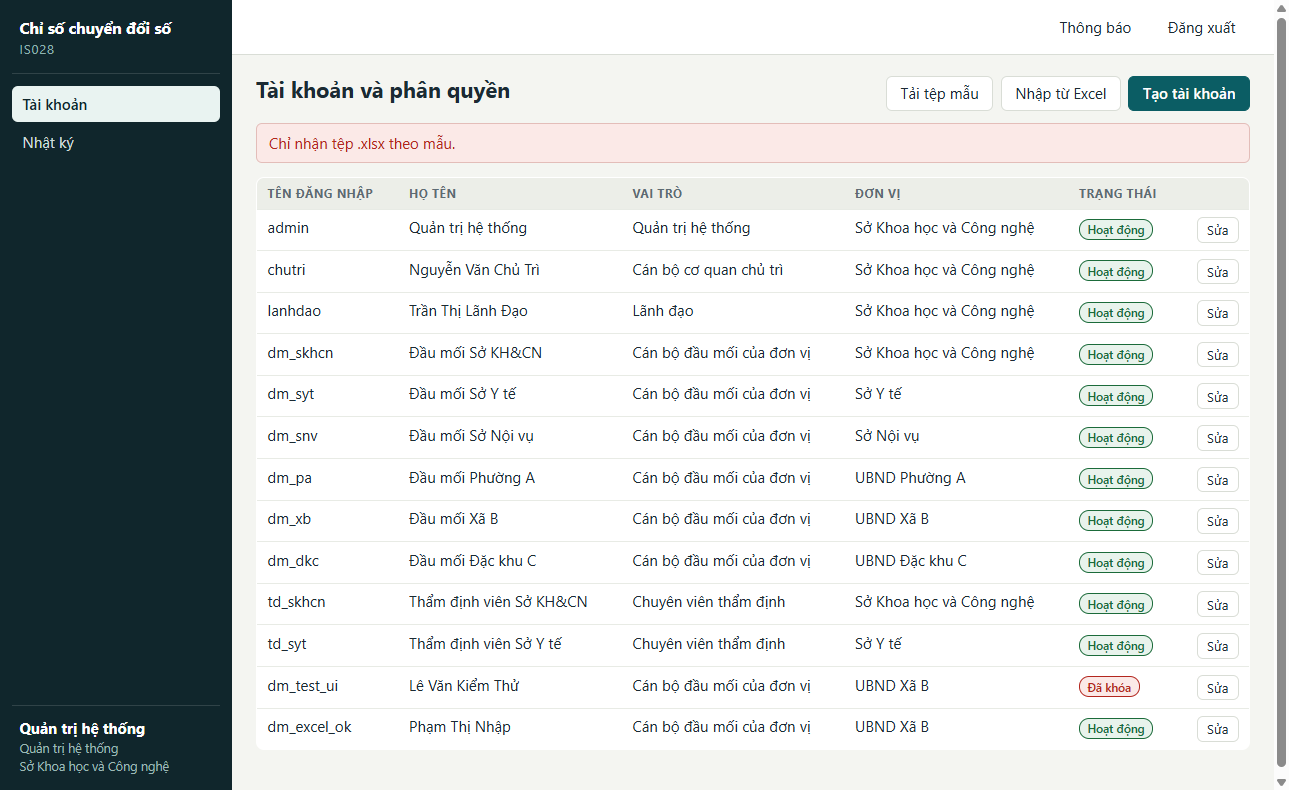 Chỉ số chuyển đổi số
IS028
Tài khoản
Nhật ký
Quản trị hệ thống
Quản trị hệ thống
Sở Khoa học và Công nghệ
Thông báo Đăng xuất
Tài khoản và phân quyền Tải tệp mẫu Nhập từ Excel Tạo tài khoản
Chỉ nhận tệp .xlsx theo mẫu.
TÊN ĐĂNG NHẬP HỌ TÊN VAI TRÒ ĐƠN VỊ TRẠNG THÁI
admin Quản trị hệ thống Quản trị hệ thống Sở Khoa học và Công nghệ Hoạt động Sửa
chutri Nguyễn Văn Chủ Trì Cán bộ cơ quan chủ trì Sở Khoa học và Công nghệ Hoạt động Sửa
lanhdao Trần Thị Lãnh Đạo Lãnh đạo Sở Khoa học và Công nghệ Hoạt động Sửa
dm_skhcn Đầu mối Sở KH&CN Cán bộ đầu mối của đơn vị Sở Khoa học và Công nghệ Hoạt động Sửa
dm_syt Đầu mối Sở Y tế Cán bộ đầu mối của đơn vị Sở Y tế Hoạt động Sửa
dm_snv Đầu mối Sở Nội vụ Cán bộ đầu mối của đơn vị Sở Nội vụ Hoạt động Sửa
dm_pa Đầu mối Phường A Cán bộ đầu mối của đơn vị UBND Phường A Hoạt động Sửa
dm_xb Đầu mối Xã B Cán bộ đầu mối của đơn vị UBND Xã B Hoạt động Sửa
dm_dkc Đầu mối Đặc khu C Cán bộ đầu mối của đơn vị UBND Đặc khu C Hoạt động Sửa
td_skhcn Thẩm định viên Sở KH&CN Chuyên viên thẩm định Sở Khoa học và Công nghệ Hoạt động Sửa
td_syt Thẩm định viên Sở Y tế Chuyên viên thẩm định Sở Y tế Hoạt động Sửa
dm_test_ui Lê Văn Kiểm Thử Cán bộ đầu mối của đơn vị UBND Xã B Đã khóa Sửa
dm_excel_ok Phạm Thị Nhập Cán bộ đầu mối của đơn vị UBND Xã B Hoạt động Sửa